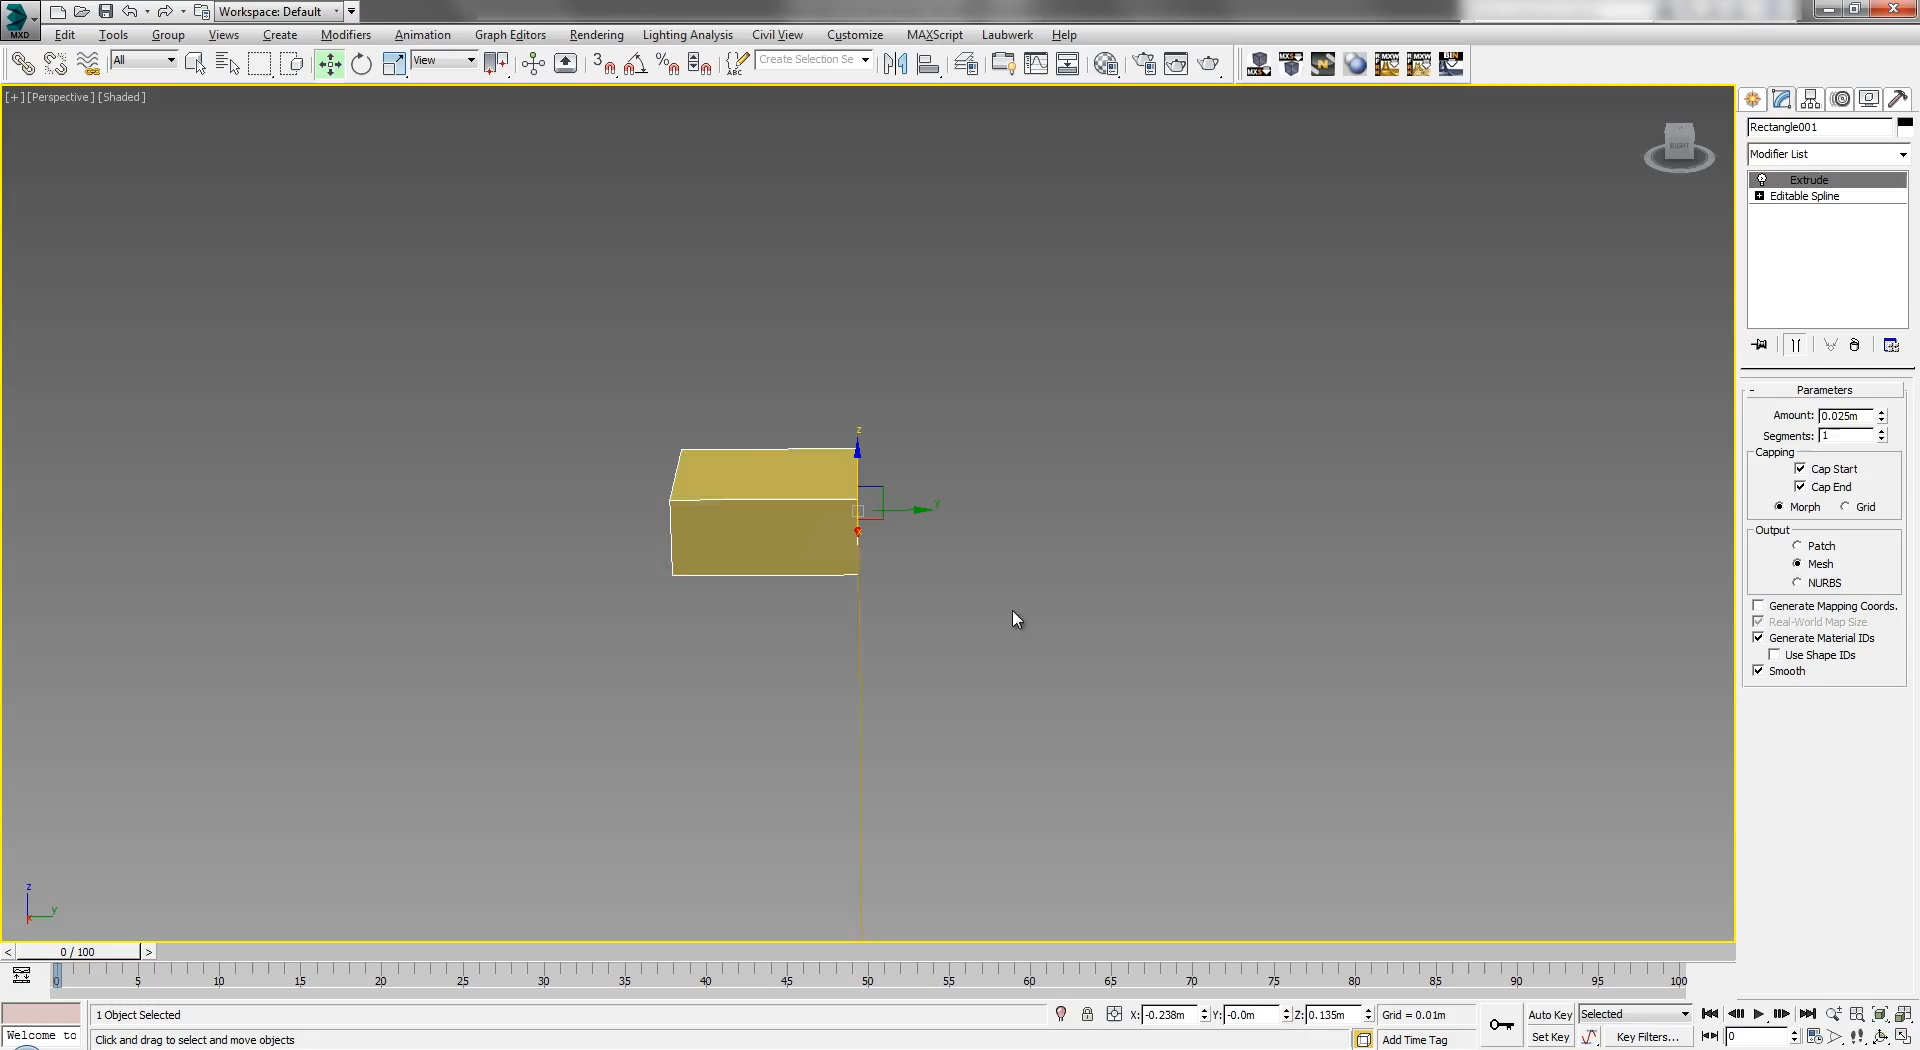 Workspace: Default
MXD Edit Tools Group Views Create Modifiers Animation Graph Editors Rendering Lighting Analysis Civil View Customize MAXScript Laubwerk Help
All View 3 % ABC Create Selection Se
[+] [Perspective] [Shaded]
RIGHT
Rectangle001
Modifier List
Extrude
Editable Spline
Parameters
Amount: 0.025m
Segments: 1
Capping
Cap Start
Cap End
Morph Grid
Output
Patch
Mesh
NURBS
Generate Mapping Coords.
Real-World Map Size
Generate Material IDs
Use Shape IDs
Smooth
z
y
x
z
y
x
< 0 / 100 >
0 5 10 15 20 25 30 35 40 45 50 55 60 65 70 75 80 85 90 95 100
1 Object Selected X: -0.238m Y: -0.0m Z: 0.135m Grid = 0.01m Auto Key Selected
Welcome to Click and drag to select and move objects Add Time Tag Set Key Key Filters... 0